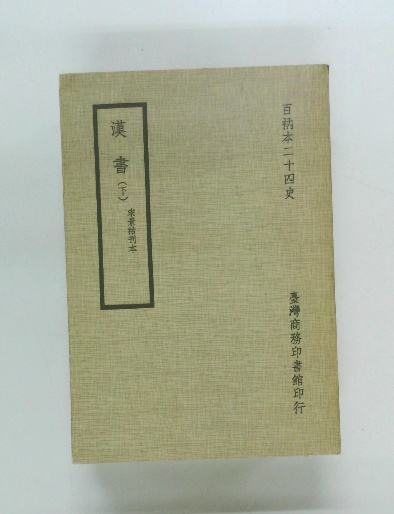 百衲本二十四史
漢書(下)
宋景祐刊本
臺灣商務印書館印行